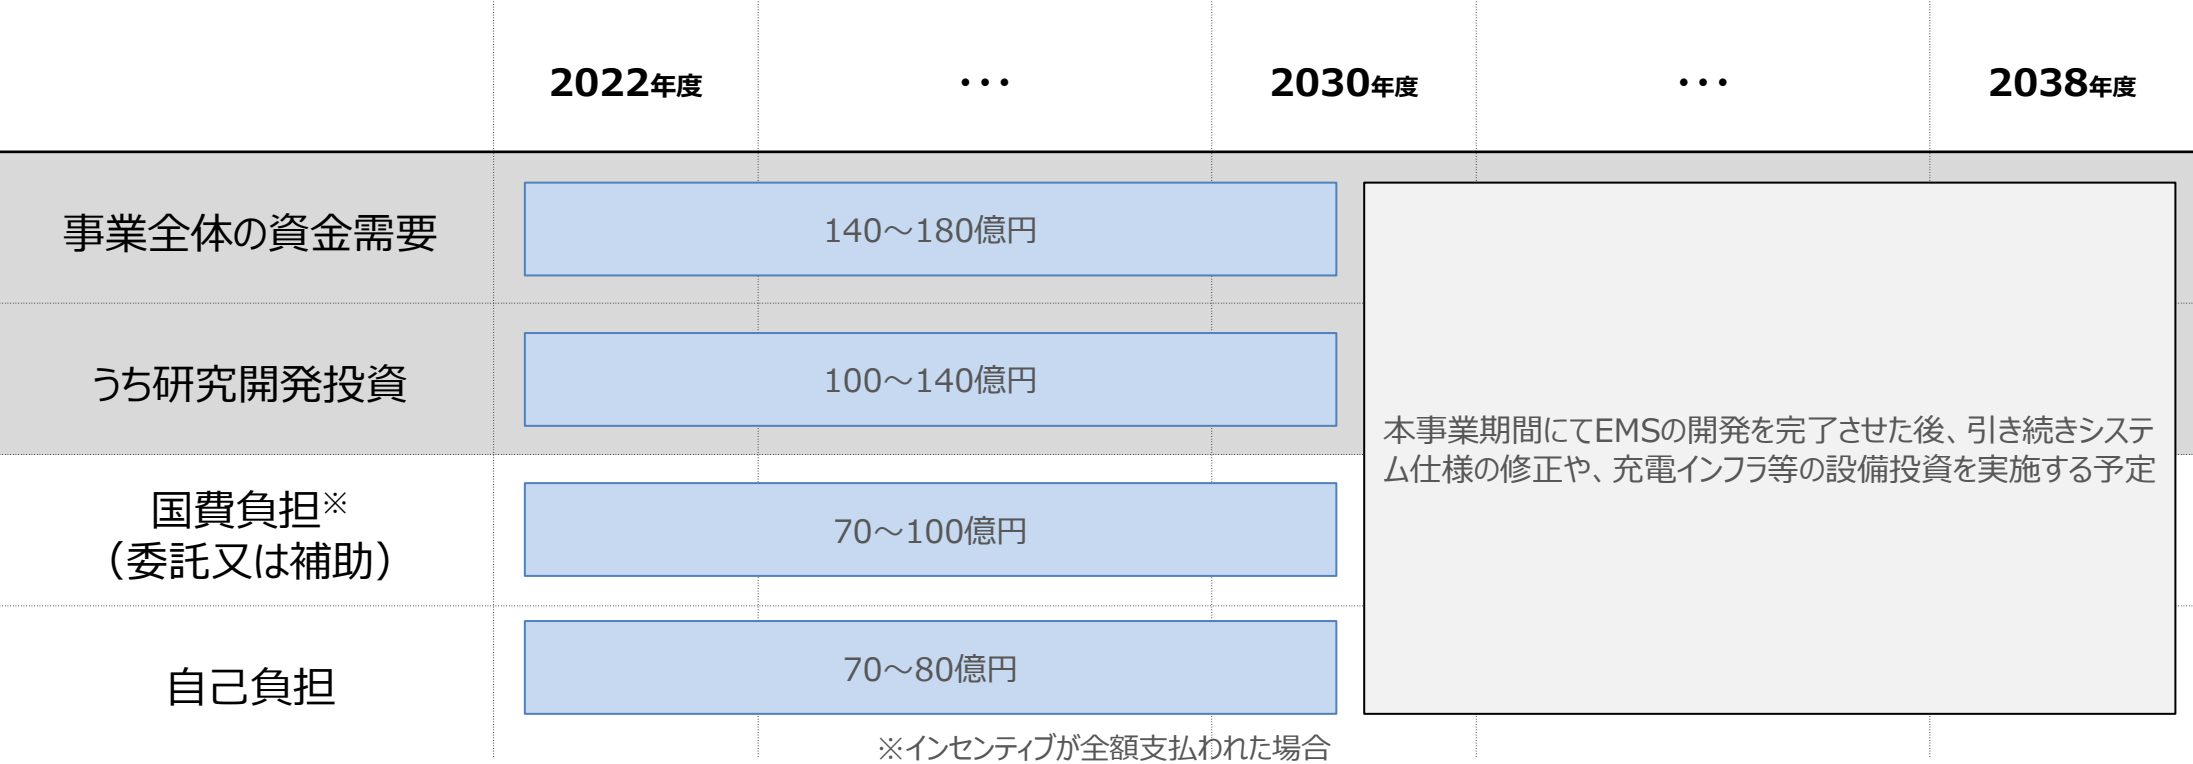 2022年度 ・・・ 2030年度 ・・・ 2038年度
事業全体の資金需要
140～180億円
うち研究開発投資
100～140億円
国費負担※
（委託又は補助）
70～100億円
自己負担
70～80億円
本事業期間にてEMSの開発を完了させた後、引き続きシステ
ム仕様の修正や、充電インフラ等の設備投資を実施する予定
※インセンティブが全額支払われた場合